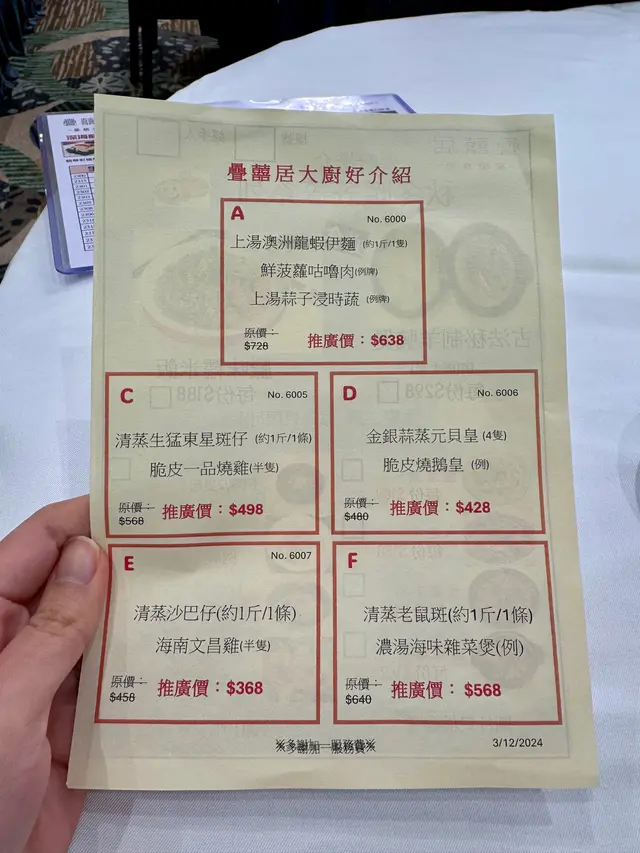 疊囍居大廚好介紹
A
No. 6000
上湯澳洲龍蝦伊麵 (約1斤/1隻)
鮮菠蘿咕嚕肉(例牌)
上湯蒜子浸時蔬 (例牌)
原價：
$728
推廣價：$638
C
No. 6005
清蒸生猛東星斑仔 (約1斤/1條)
脆皮一品燒雞(半隻)
原價：
$568
推廣價：$498
D
No. 6006
金銀蒜蒸元貝皇 (4隻)
脆皮燒鵝皇 (例)
原價：
$480
推廣價：$428
E
No. 6007
清蒸沙巴仔(約1斤/1條)
海南文昌雞(半隻)
原價：
$458
推廣價：$368
F
清蒸老鼠斑(約1斤/1條)
濃湯海味雜菜煲(例)
原價：
$640
推廣價：$568
3/12/2024